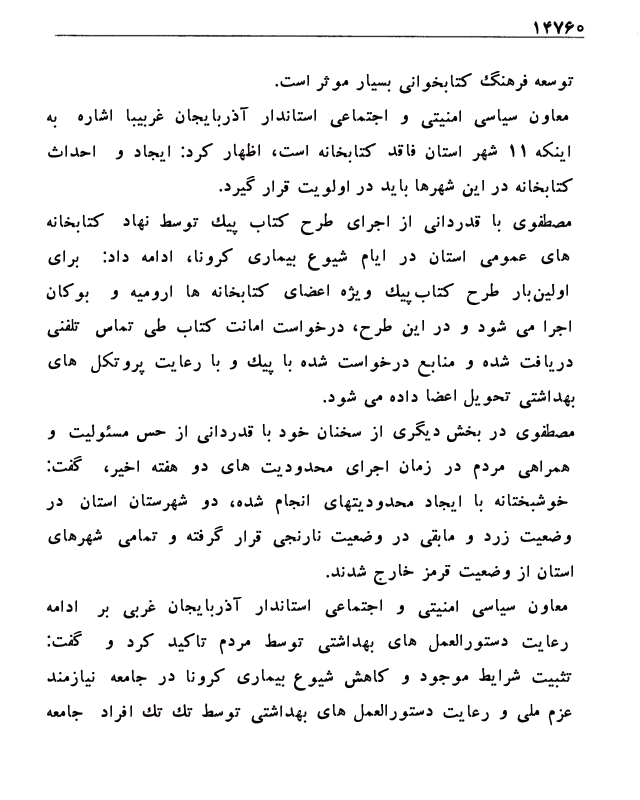 ۱۴۷۶۰
توسعه فرهنگ کتابخوانی بسیار موثر است.
معاون سیاسی امنیتی و اجتماعی استاندار آذربایجان غربیبا اشاره به
اینکه ۱۱ شهر استان فاقد کتابخانه است، اظهار کرد: ایجاد و احداث
کتابخانه در این شهرها باید در اولویت قرار گیرد.
مصطفوی با قدردانی از اجرای طرح کتاب پیک توسط نهاد کتابخانه
های عمومی استان در ایام شیوع بیماری کرونا، ادامه داد: برای
اولین‌بار طرح کتاب‌پیک ویژه اعضای کتابخانه ها ارومیه و بوکان
اجرا می شود و در این طرح، درخواست امانت کتاب طی تماس تلفنی
دریافت شده و منابع درخواست شده با پیک و با رعایت پروتکل های
بهداشتی تحویل اعضا داده می شود.
مصطفوی در بخش دیگری از سخنان خود با قدردانی از حس مسئولیت و
همراهی مردم در زمان اجرای محدودیت های دو هفته اخیر، گفت:
خوشبختانه با ایجاد محدودیتهای انجام شده، دو شهرستان استان در
وضعیت زرد و مابقی در وضعیت نارنجی قرار گرفته و تمامی شهرهای
استان از وضعیت قرمز خارج شدند.
معاون سیاسی امنیتی و اجتماعی استاندار آذربایجان غربی بر ادامه
رعایت دستورالعمل های بهداشتی توسط مردم تاکید کرد و گفت:
تثبیت شرایط موجود و کاهش شیوع بیماری کرونا در جامعه نیازمند
عزم ملی و رعایت دستورالعمل های بهداشتی توسط تک تک افراد جامعه